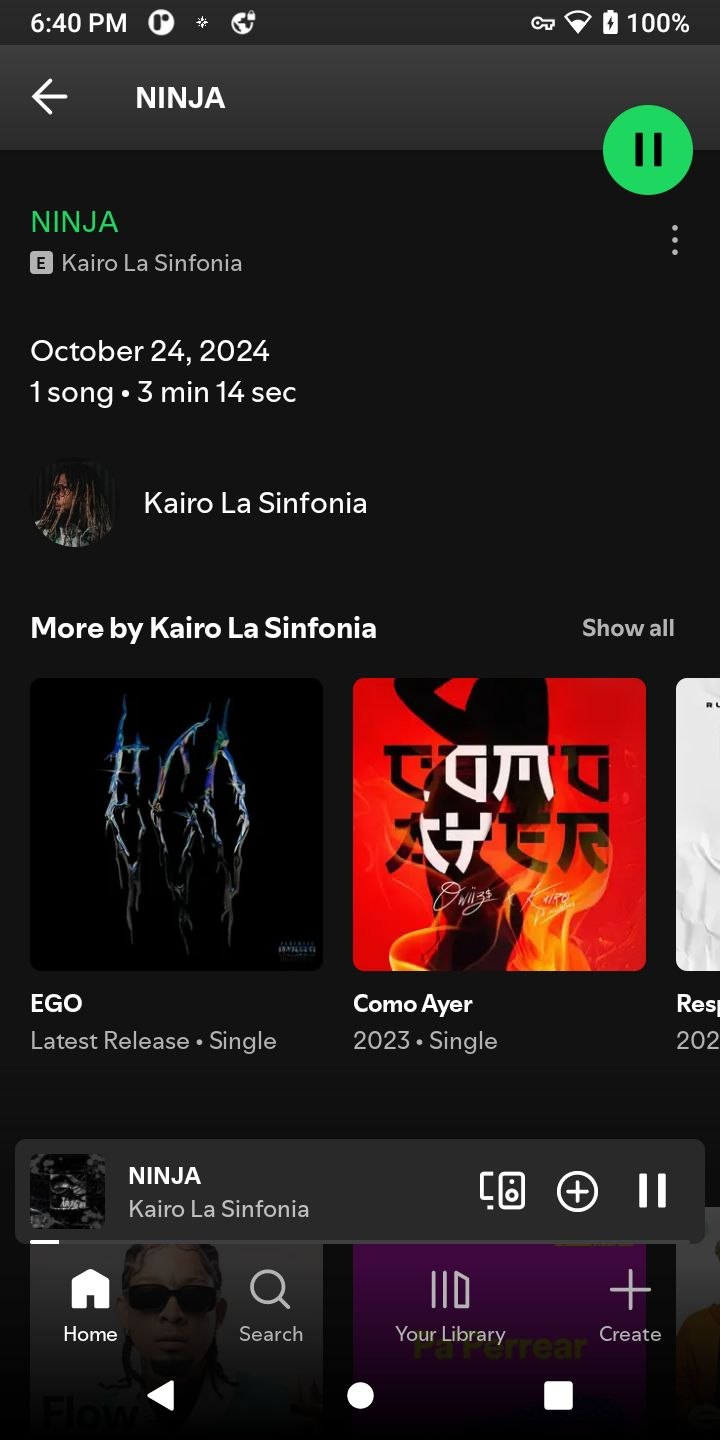 6:40 PM
100%
NINJA
NINJA
E Kairo La Sinfonia
October 24, 2024
1 song • 3 min 14 sec
Kairo La Sinfonia
More by Kairo La Sinfonia
Show all
COMO
AYER
EGO
Latest Release • Single
Como Ayer
2023 • Single
NINJA
Kairo La Sinfonia
Home
Search
Your Library
Create
Pa Perrear
Flow